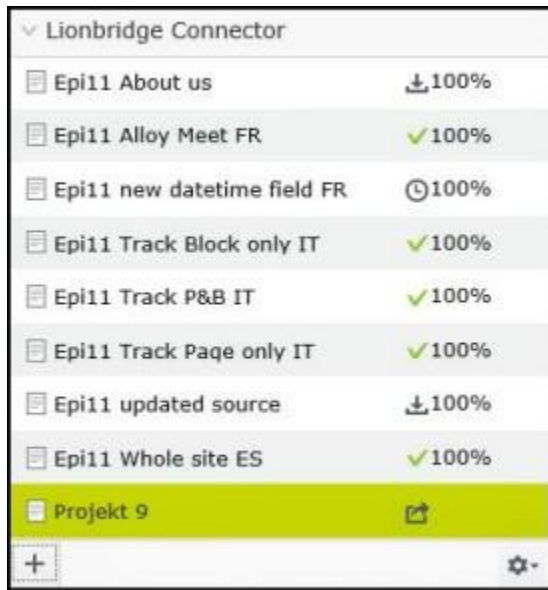 Lionbridge Connector
Epi11 About us 100%
Epi11 Alloy Meet FR 100%
Epi11 new datetime field FR 100%
Epi11 Track Block only IT 100%
Epi11 Track P&B IT 100%
Epi11 Track Page only IT 100%
Epi11 updated source 100%
Epi11 Whole site ES 100%
Projekt 9